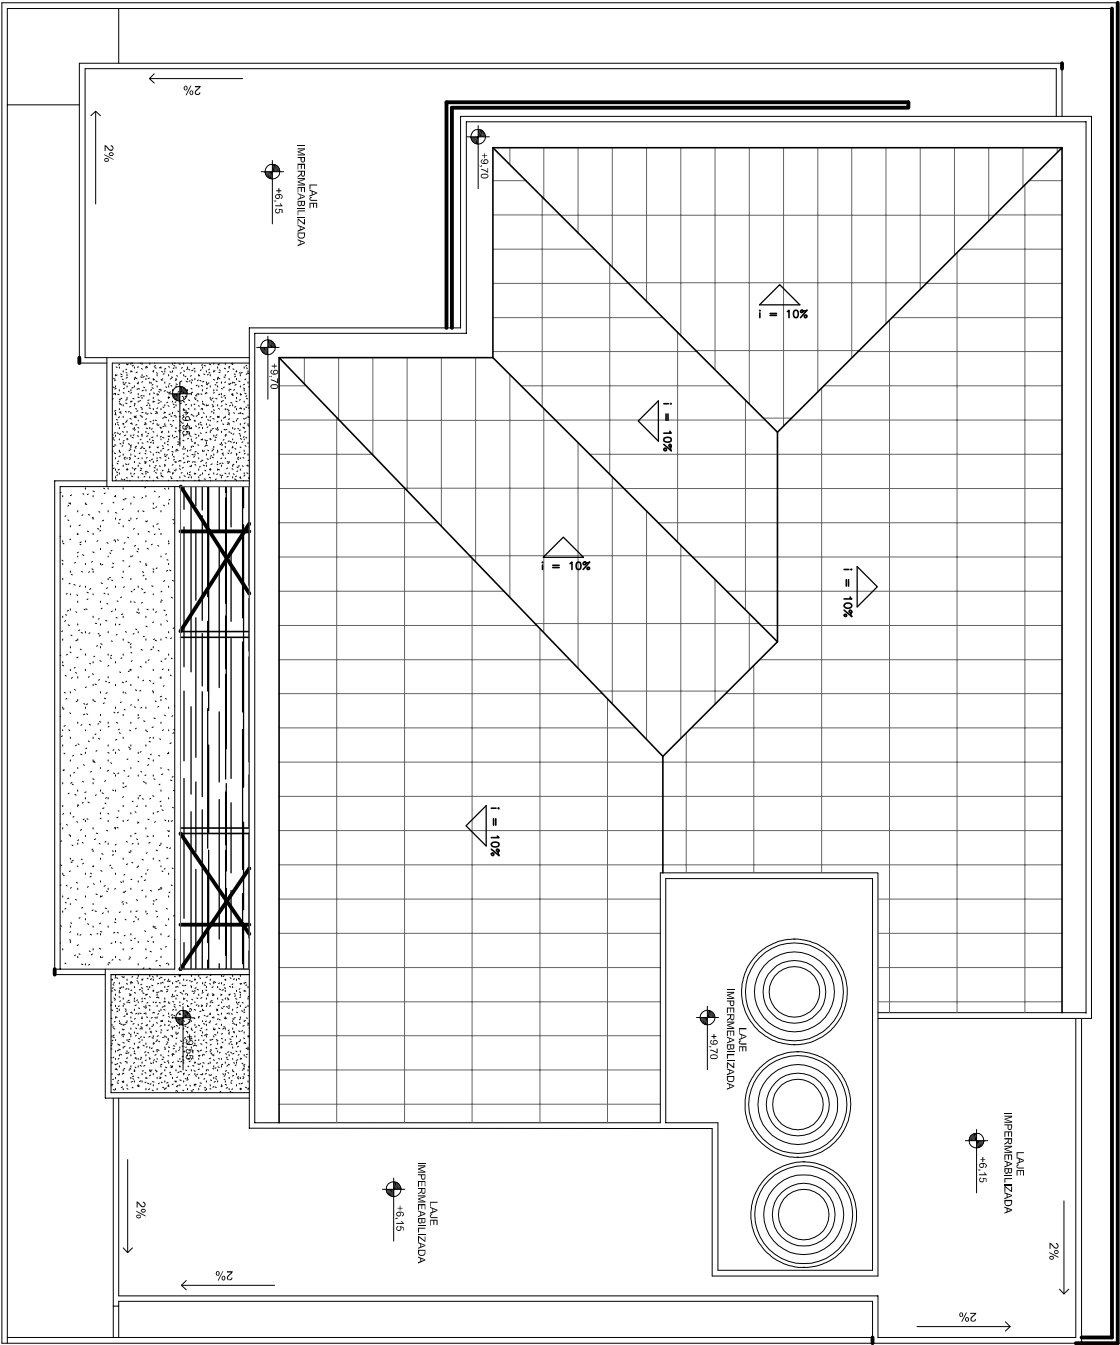 2%
2%
LAJE
IMPERMEABILIZADA
+6,15
+9,70
i = 10%
+9,70
i = 10%
i = 10%
i = 10%
i = 10%
LAJE
IMPERMEABILIZADA
+9,70
LAJE
IMPERMEABILIZADA
+6,15
LAJE
IMPERMEABILIZADA
+6,15
2%
2%
2%
2%